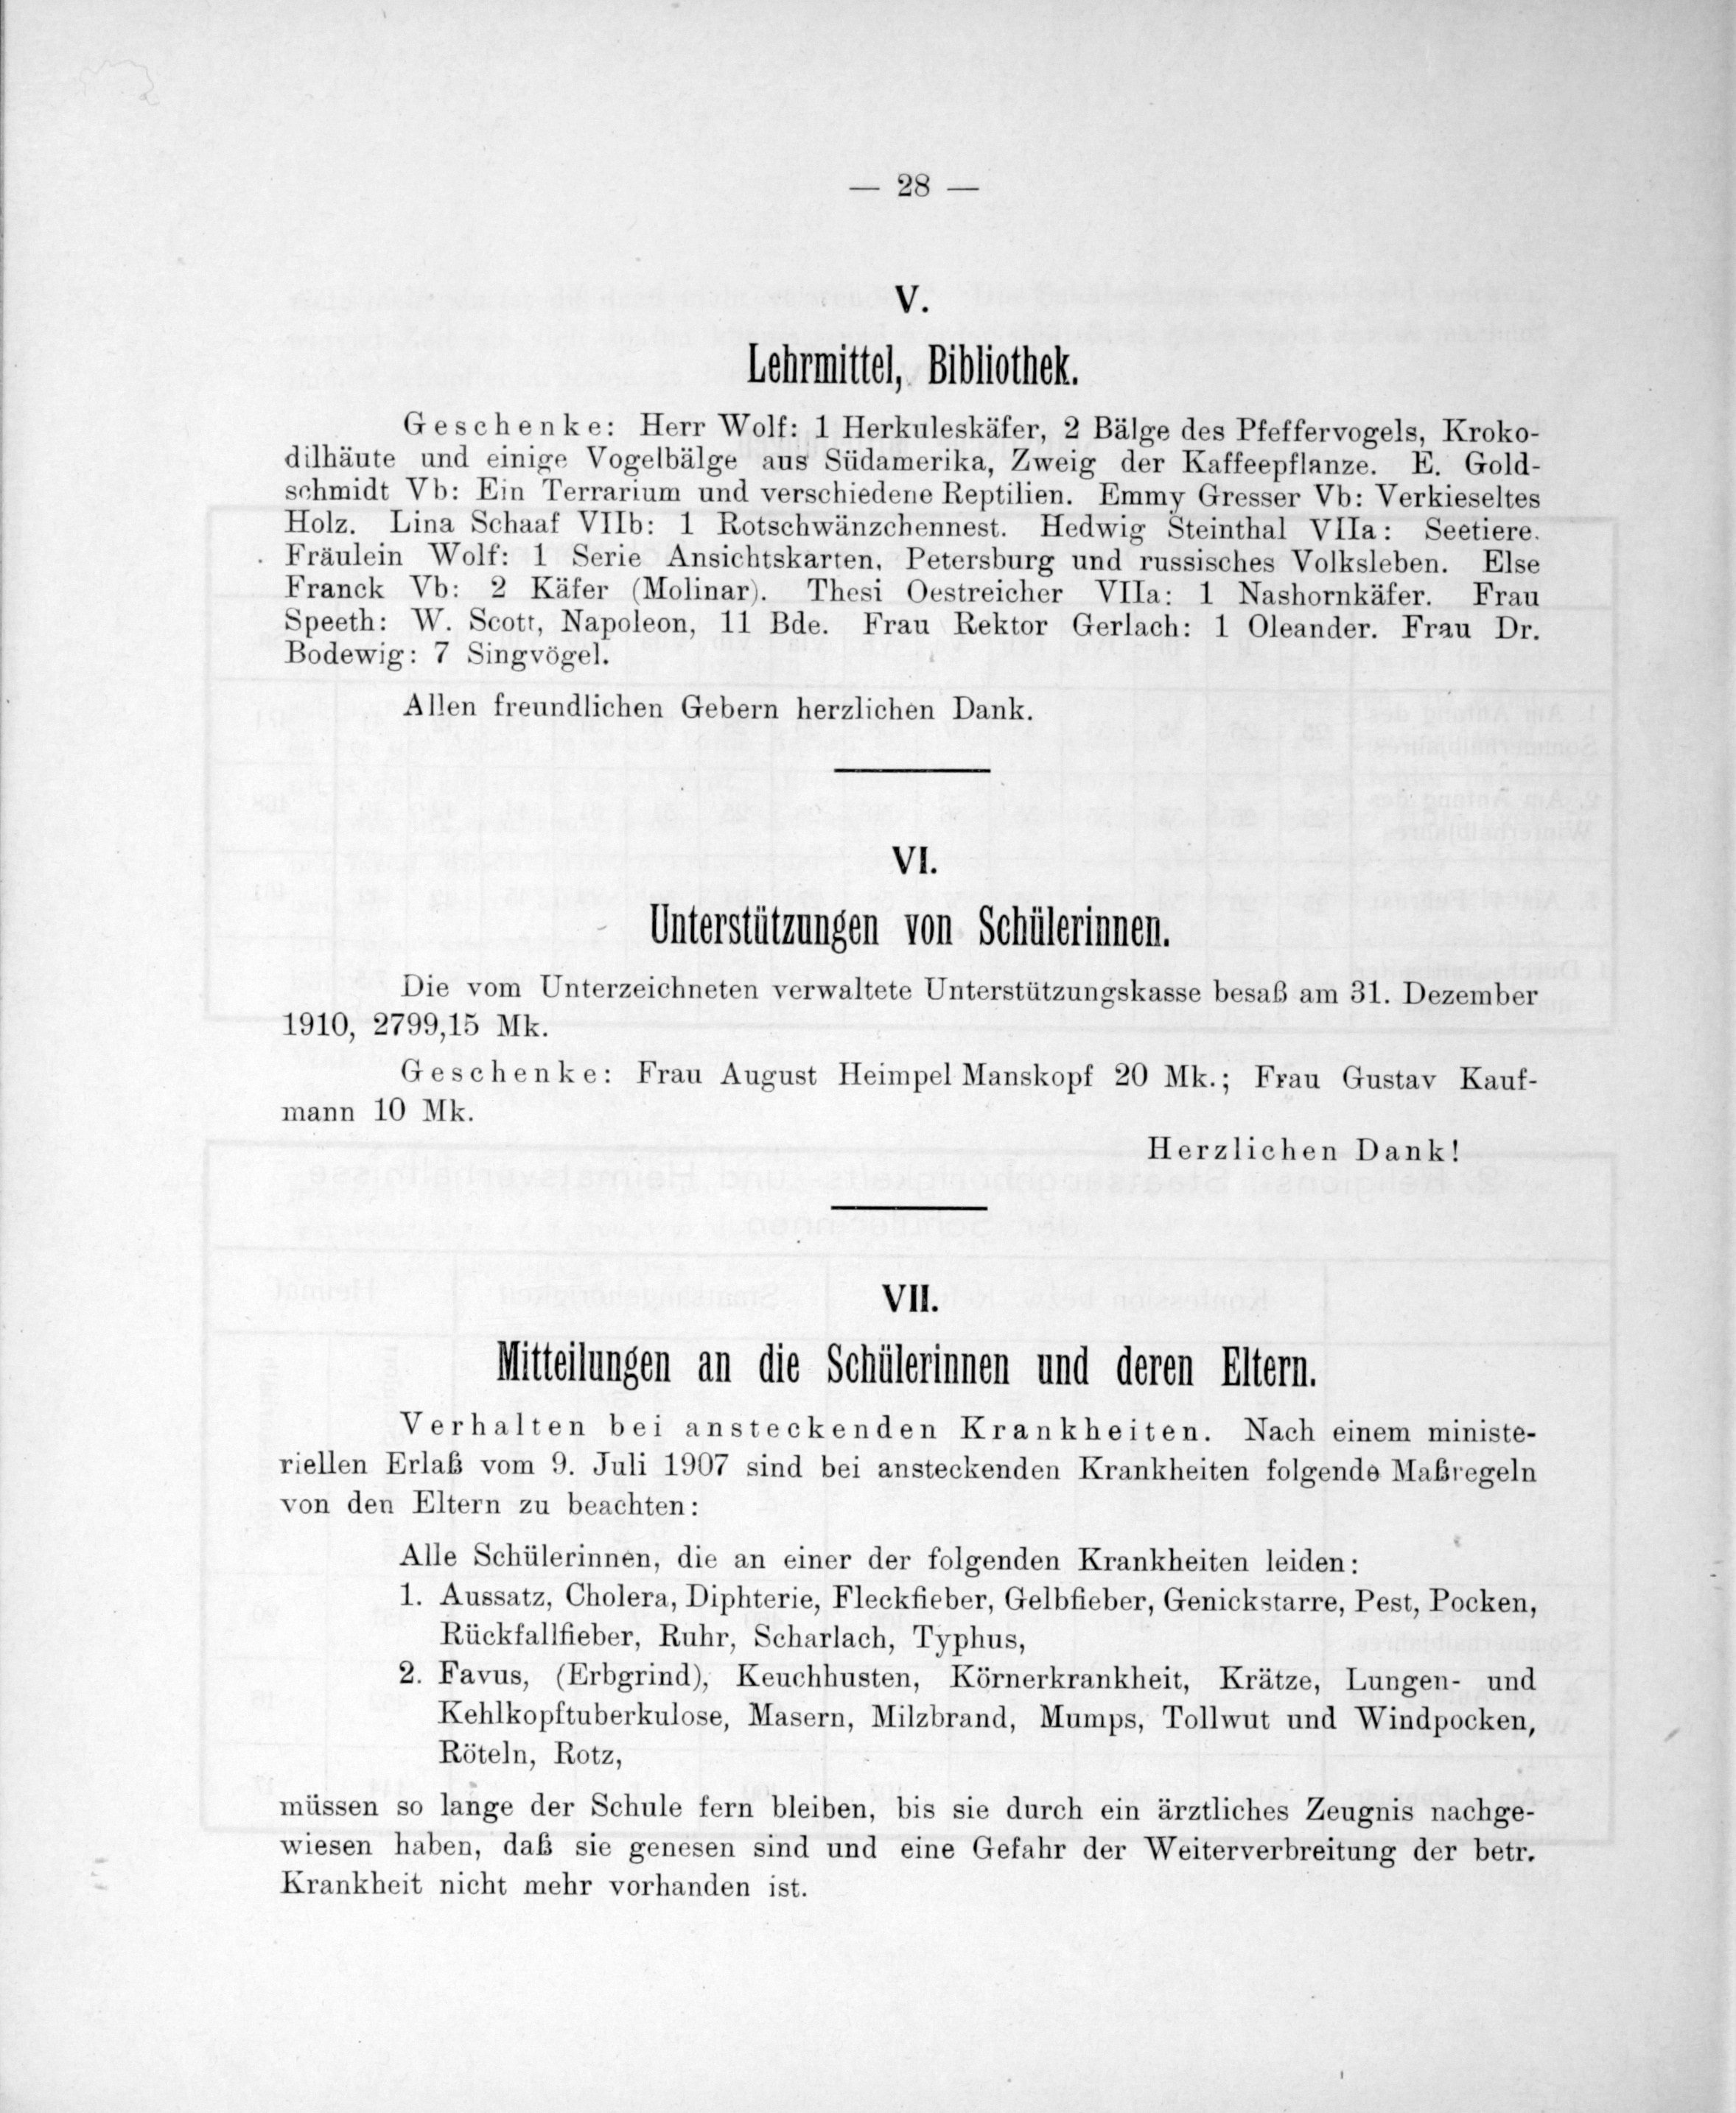 — 28 —
V.
Lehrmittel, Bibliothek.
Geschenke: Herr Wolf: 1 Herkuleskäfer, 2 Bälge des Pfeffervogels, Kroko-
dilhäute und einige Vogelbälge aus Südamerika, Zweig der Kaffeepflanze. E. Gold-
schmidt Vb: Ein Terrarium und verschiedene Reptilien. Emmy Gresser Vb: Verkieseltes
Holz. Lina Schaaf VIIb: 1 Rotschwänzchennest. Hedwig Steinthal VIIa: Seetiere.
Fräulein Wolf: 1 Serie Ansichtskarten, Petersburg und russisches Volksleben. Else
Franck Vb: 2 Käfer (Molinar). Thesi Oestreicher VIIa: 1 Nashornkäfer. Frau
Speeth: W. Scott, Napoleon, 11 Bde. Frau Rektor Gerlach: 1 Oleander. Frau Dr.
Bodewig: 7 Singvögel.
Allen freundlichen Gebern herzlichen Dank.
VI.
Unterstützungen von Schülerinnen.
Die vom Unterzeichneten verwaltete Unterstützungskasse besaß am 31. Dezember
1910, 2799,15 Mk.
Geschenke: Frau August Heimpel Manskopf 20 Mk.; Frau Gustav Kauf-
mann 10 Mk.
Herzlichen Dank!
VII.
Mitteilungen an die Schülerinnen und deren Eltern.
Verhalten bei ansteckenden Krankheiten. Nach einem ministe-
riellen Erlaß vom 9. Juli 1907 sind bei ansteckenden Krankheiten folgende Maßregeln
von den Eltern zu beachten:
Alle Schülerinnen, die an einer der folgenden Krankheiten leiden:
1. Aussatz, Cholera, Diphterie, Fleckfieber, Gelbfieber, Genickstarre, Pest, Pocken,
Rückfallfieber, Ruhr, Scharlach, Typhus,
2. Favus, (Erbgrind), Keuchhusten, Körnerkrankheit, Krätze, Lungen- und
Kehlkopftuberkulose, Masern, Milzbrand, Mumps, Tollwut und Windpocken,
Röteln, Rotz,
müssen so lange der Schule fern bleiben, bis sie durch ein ärztliches Zeugnis nachge-
wiesen haben, daß sie genesen sind und eine Gefahr der Weiterverbreitung der betr.
Krankheit nicht mehr vorhanden ist.